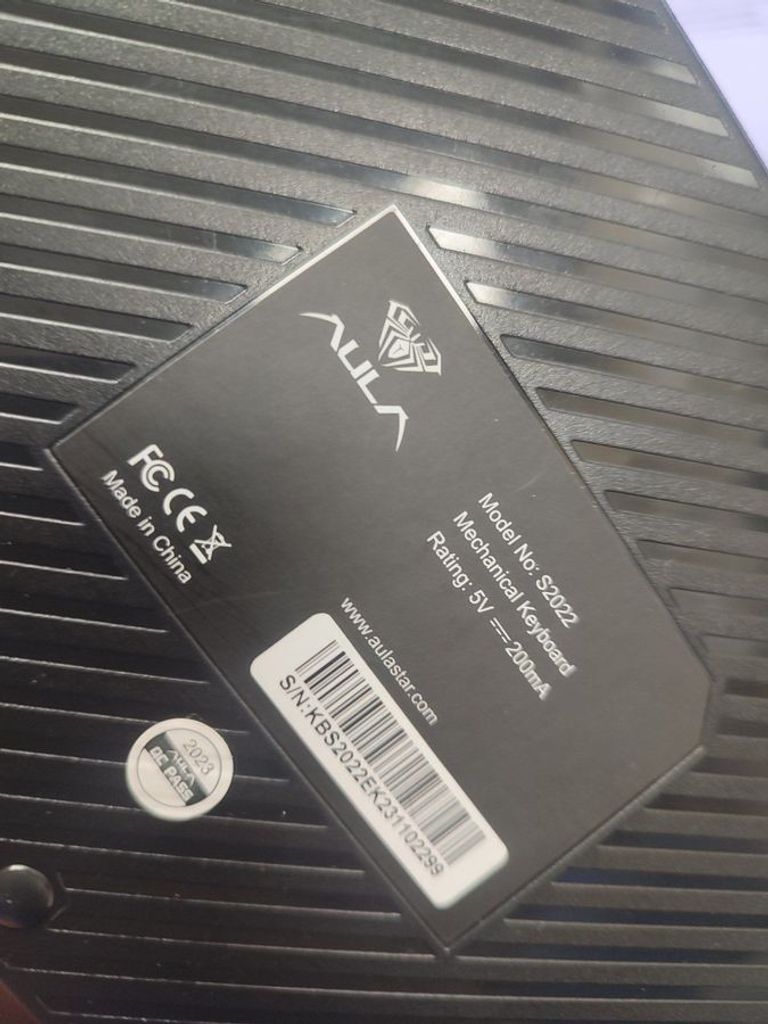 AULA
Model No: S2022
Mechanical Keyboard
Rating: 5V ⎓ 200mA
FC CE
Made in China
www.aulastar.com
S/N:KBS2022EK231102299
2023
AULA
QC PASS